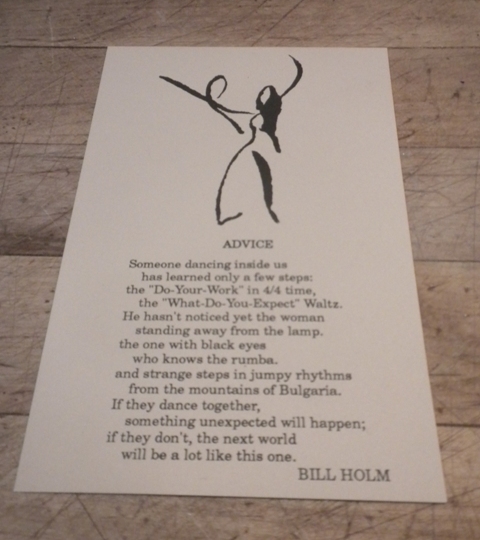 ADVICE
Someone dancing inside us
has learned only a few steps:
the "Do-Your-Work" in 4/4 time,
the "What-Do-You-Expect" Waltz.
He hasn't noticed yet the woman
standing away from the lamp.
the one with black eyes
who knows the rumba.
and strange steps in jumpy rhythms
from the mountains of Bulgaria.
If they dance together,
something unexpected will happen;
if they don't, the next world
will be a lot like this one.
BILL HOLM